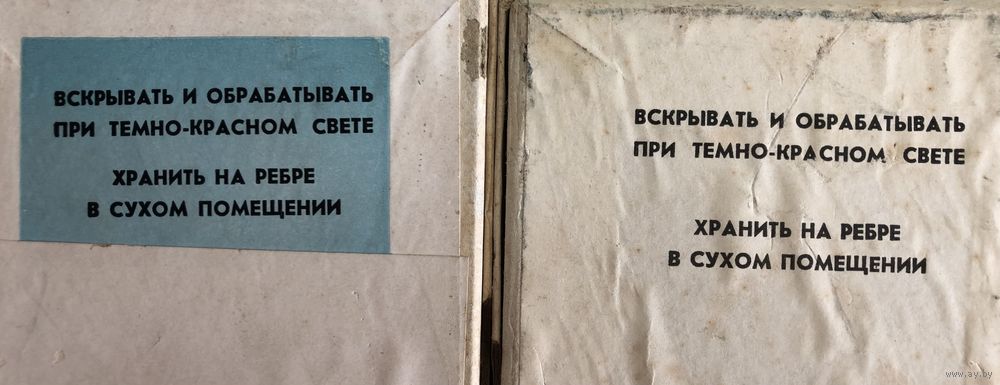 ВСКРЫВАТЬ И ОБРАБАТЫВАТЬ
ПРИ ТЕМНО-КРАСНОМ СВЕТЕ
ХРАНИТЬ НА РЕБРЕ
В СУХОМ ПОМЕЩЕНИИ
ВСКРЫВАТЬ И ОБРАБАТЫВАТЬ
ПРИ ТЕМНО-КРАСНОМ СВЕТЕ
ХРАНИТЬ НА РЕБРЕ
В СУХОМ ПОМЕЩЕНИИ
www.ay.by